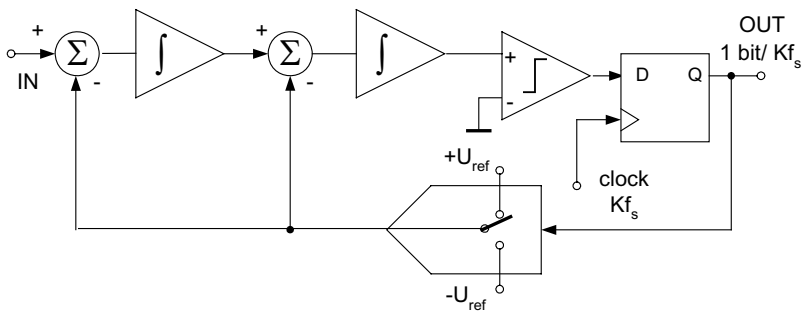 OUT
1 bit/ Kfs
+
Σ
-
∫
+
Σ
-
∫
+
-
D Q
IN
+Uref
clock
Kfs
-Uref